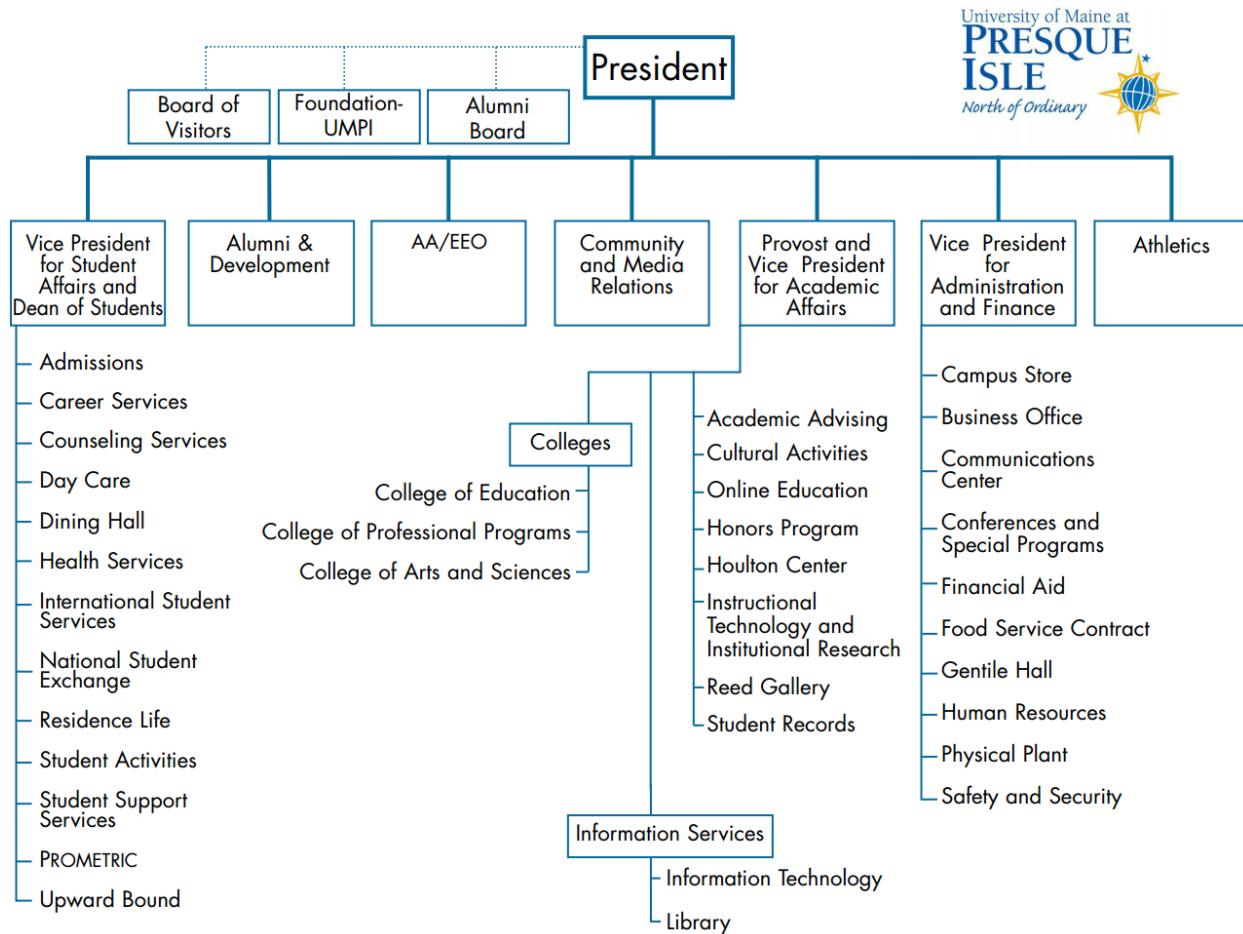 University of Maine at
PRESQUE
ISLE
North of Ordinary
President
Board of
Visitors
Foundation-
UMPI
Alumni
Board
Vice President
for Student
Affairs and
Dean of Students
Alumni &
Development
AA/EEO
Community
and Media
Relations
Provost and
Vice President
for Academic
Affairs
Vice President
for
Administration
and Finance
Athletics
Admissions
Career Services
Counseling Services
Day Care
Dining Hall
Health Services
International Student
Services
National Student
Exchange
Residence Life
Student Activities
Student Support
Services
PROMETRIC
Upward Bound
Colleges
College of Education
College of Professional Programs
College of Arts and Sciences
Academic Advising
Cultural Activities
Online Education
Honors Program
Houlton Center
Instructional
Technology and
Institutional Research
Reed Gallery
Student Records
Information Services
Information Technology
Library
Campus Store
Business Office
Communications
Center
Conferences and
Special Programs
Financial Aid
Food Service Contract
Gentile Hall
Human Resources
Physical Plant
Safety and Security